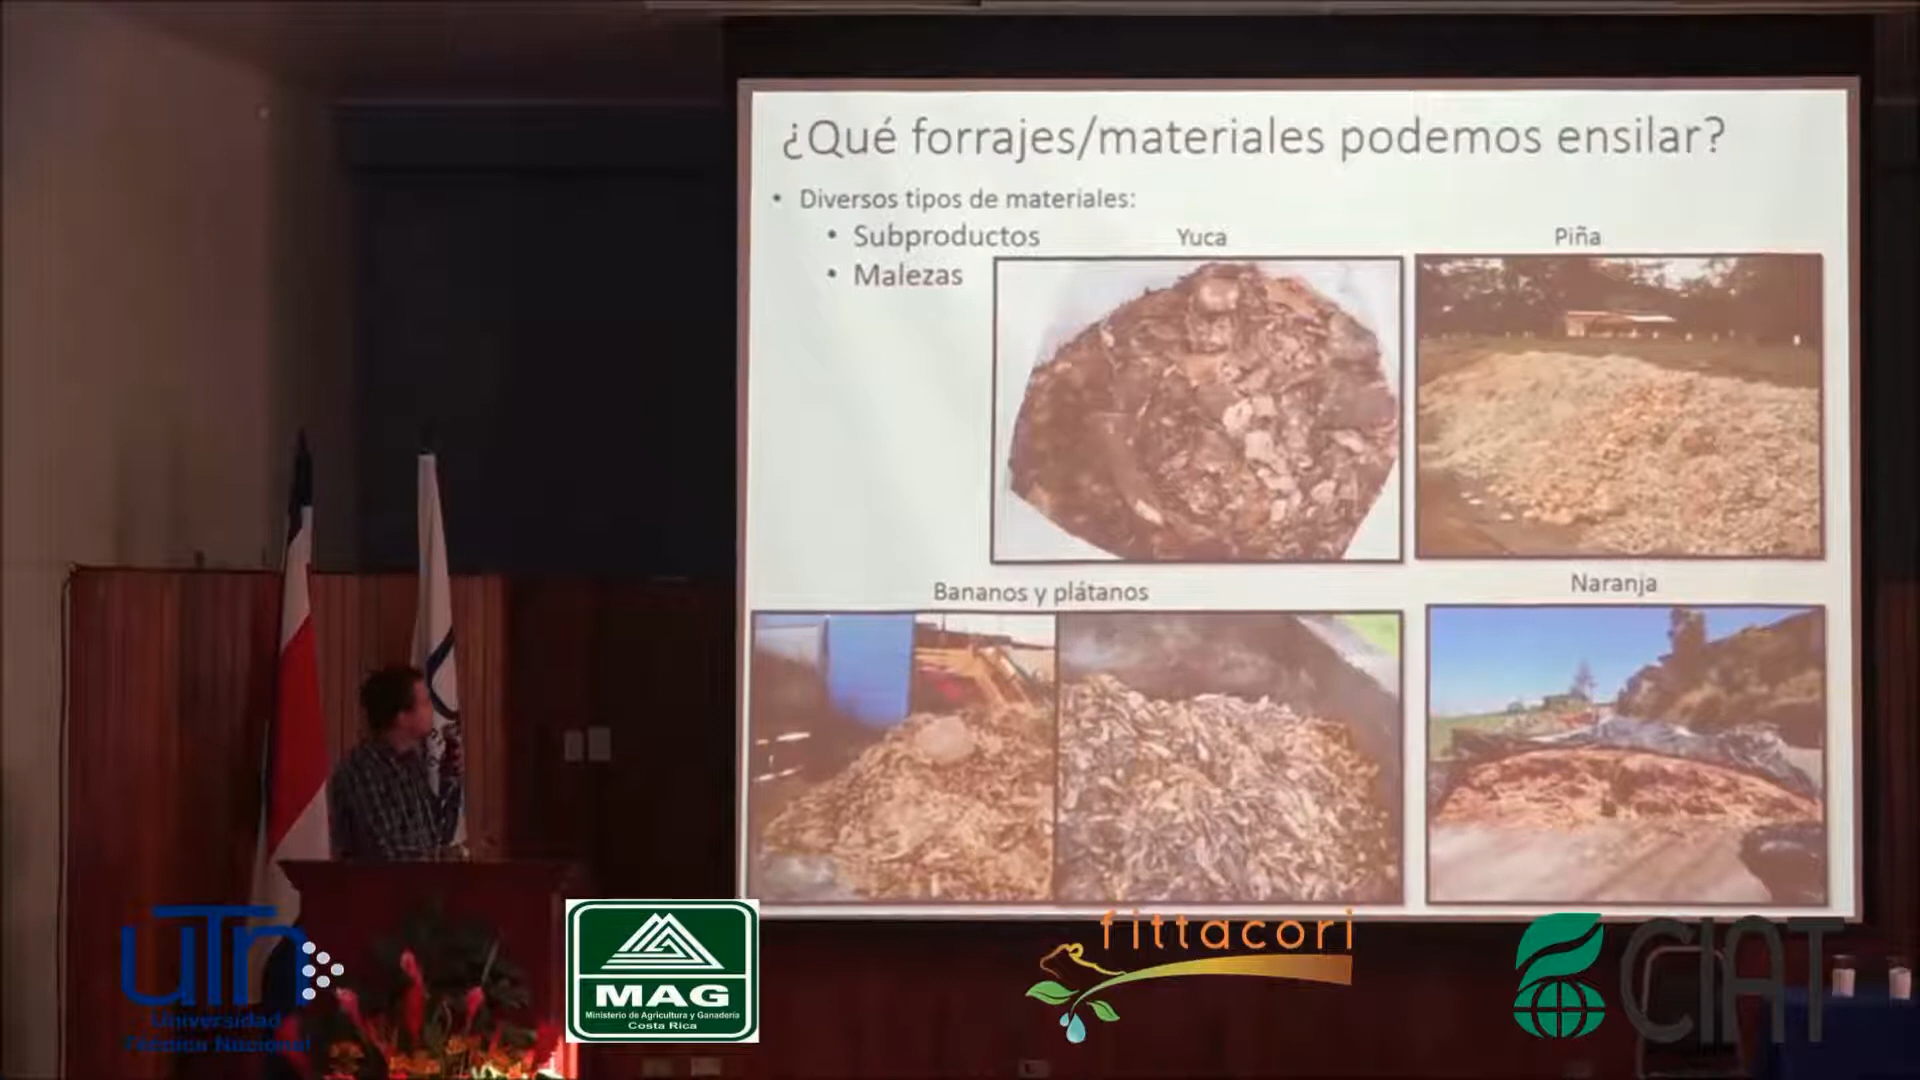 ¿Qué forrajes/materiales podemos ensilar?
• Diversos tipos de materiales:
• Subproductos
• Malezas
Yuca
Piña
Bananos y plátanos
Naranja
UTn
Universidad
Técnica Nacional
MAG
Ministerio de Agricultura y Ganadería
Costa Rica
fittacori
CIAT